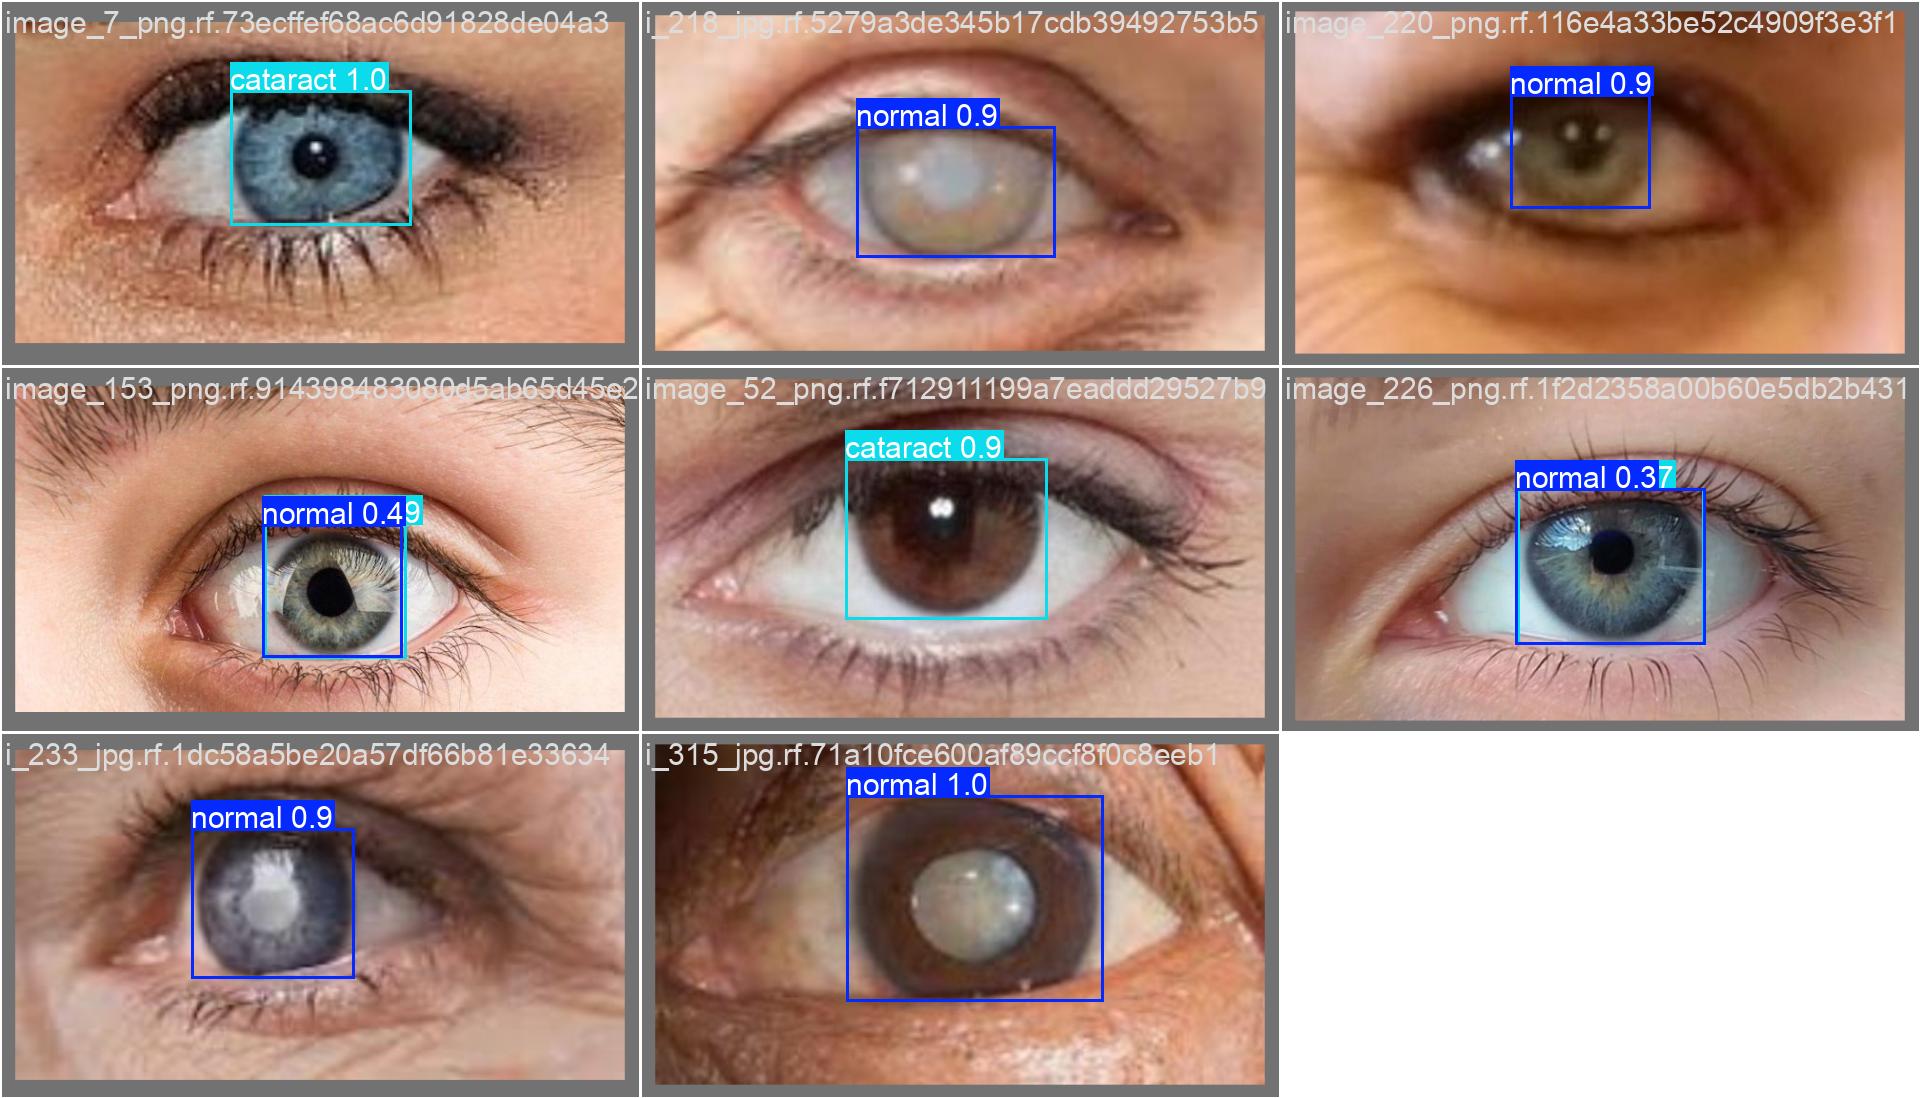 image_7_png.rf.73ecffef68ac6d91828de04a3
cataract 1.0
i_218_jpg.rf.5279a3de345b17cdb39492753b5
normal 0.9
image_220_png.rf.116e4a33be52c4909f3e3f1
normal 0.9
image_153_png.rf.914398483080d5ab65d45e2
normal 0.49
image_52_png.rf.f712911199a7eaddd29527b9
cataract 0.9
image_226_png.rf.1f2d2358a00b60e5db2b431
normal 0.37
i_233_jpg.rf.1dc58a5be20a57df66b81e33634
normal 0.9
i_315_jpg.rf.71a10fce600af89ccf8f0c8eeb1
normal 1.0